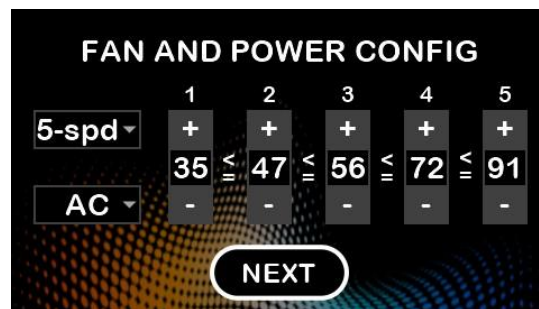 FAN AND POWER CONFIG
1 2 3 4 5
5-spd + + + + +
35 ≤ 47 ≤ 56 ≤ 72 ≤ 91
AC - - - - -
NEXT